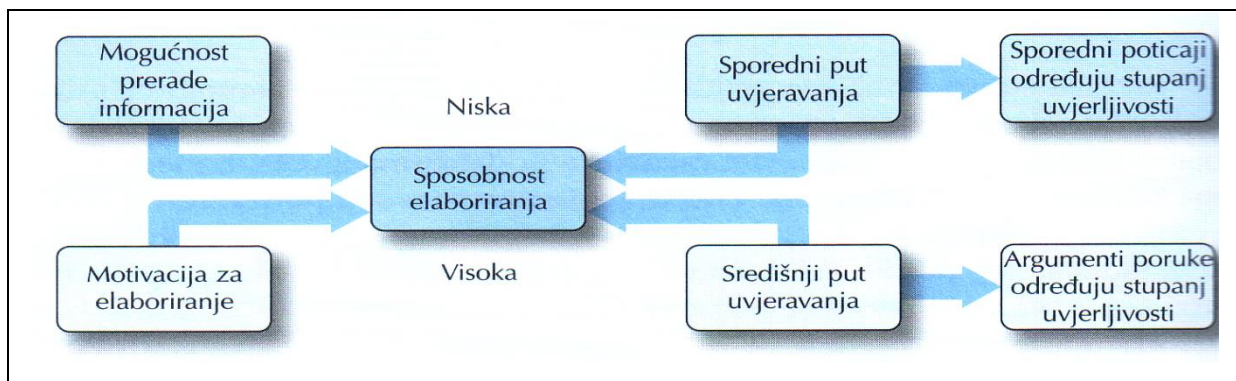 Mogućnost
prerade
informacija
Niska
Sporedni put
uvjeravanja
Sporedni poticaji
određuju stupanj
uvjerljivosti
Sposobnost
elaboriranja
Motivacija za
elaboriranje
Visoka
Središnji put
uvjeravanja
Argumenti poruke
određuju stupanj
uvjerljivosti